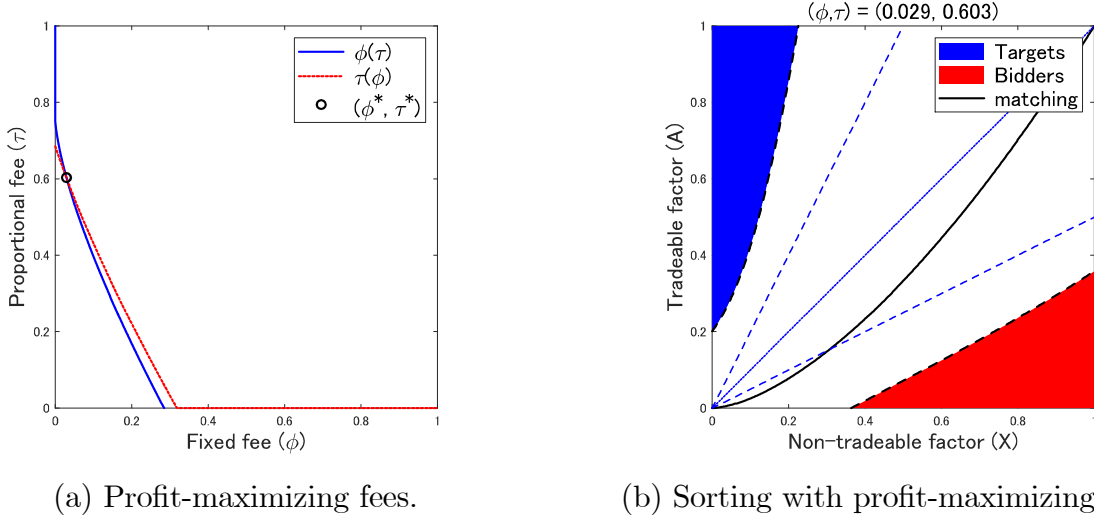 1
0.8
0.6
0.4
0.2
0
0
0.2
0.4
0.6
0.8
1
Proportional fee (τ)
Fixed fee (ϕ)
ϕ(τ)
τ(ϕ)
(ϕ*, τ*)
(a) Profit-maximizing fees.
(ϕ,τ) = (0.029, 0.603)
1
0.8
0.6
0.4
0.2
0
0
0.2
0.4
0.6
0.8
Tradeable factor (A)
Non-tradeable factor (X)
Targets
Bidders
matching
(b) Sorting with profit-maximizing